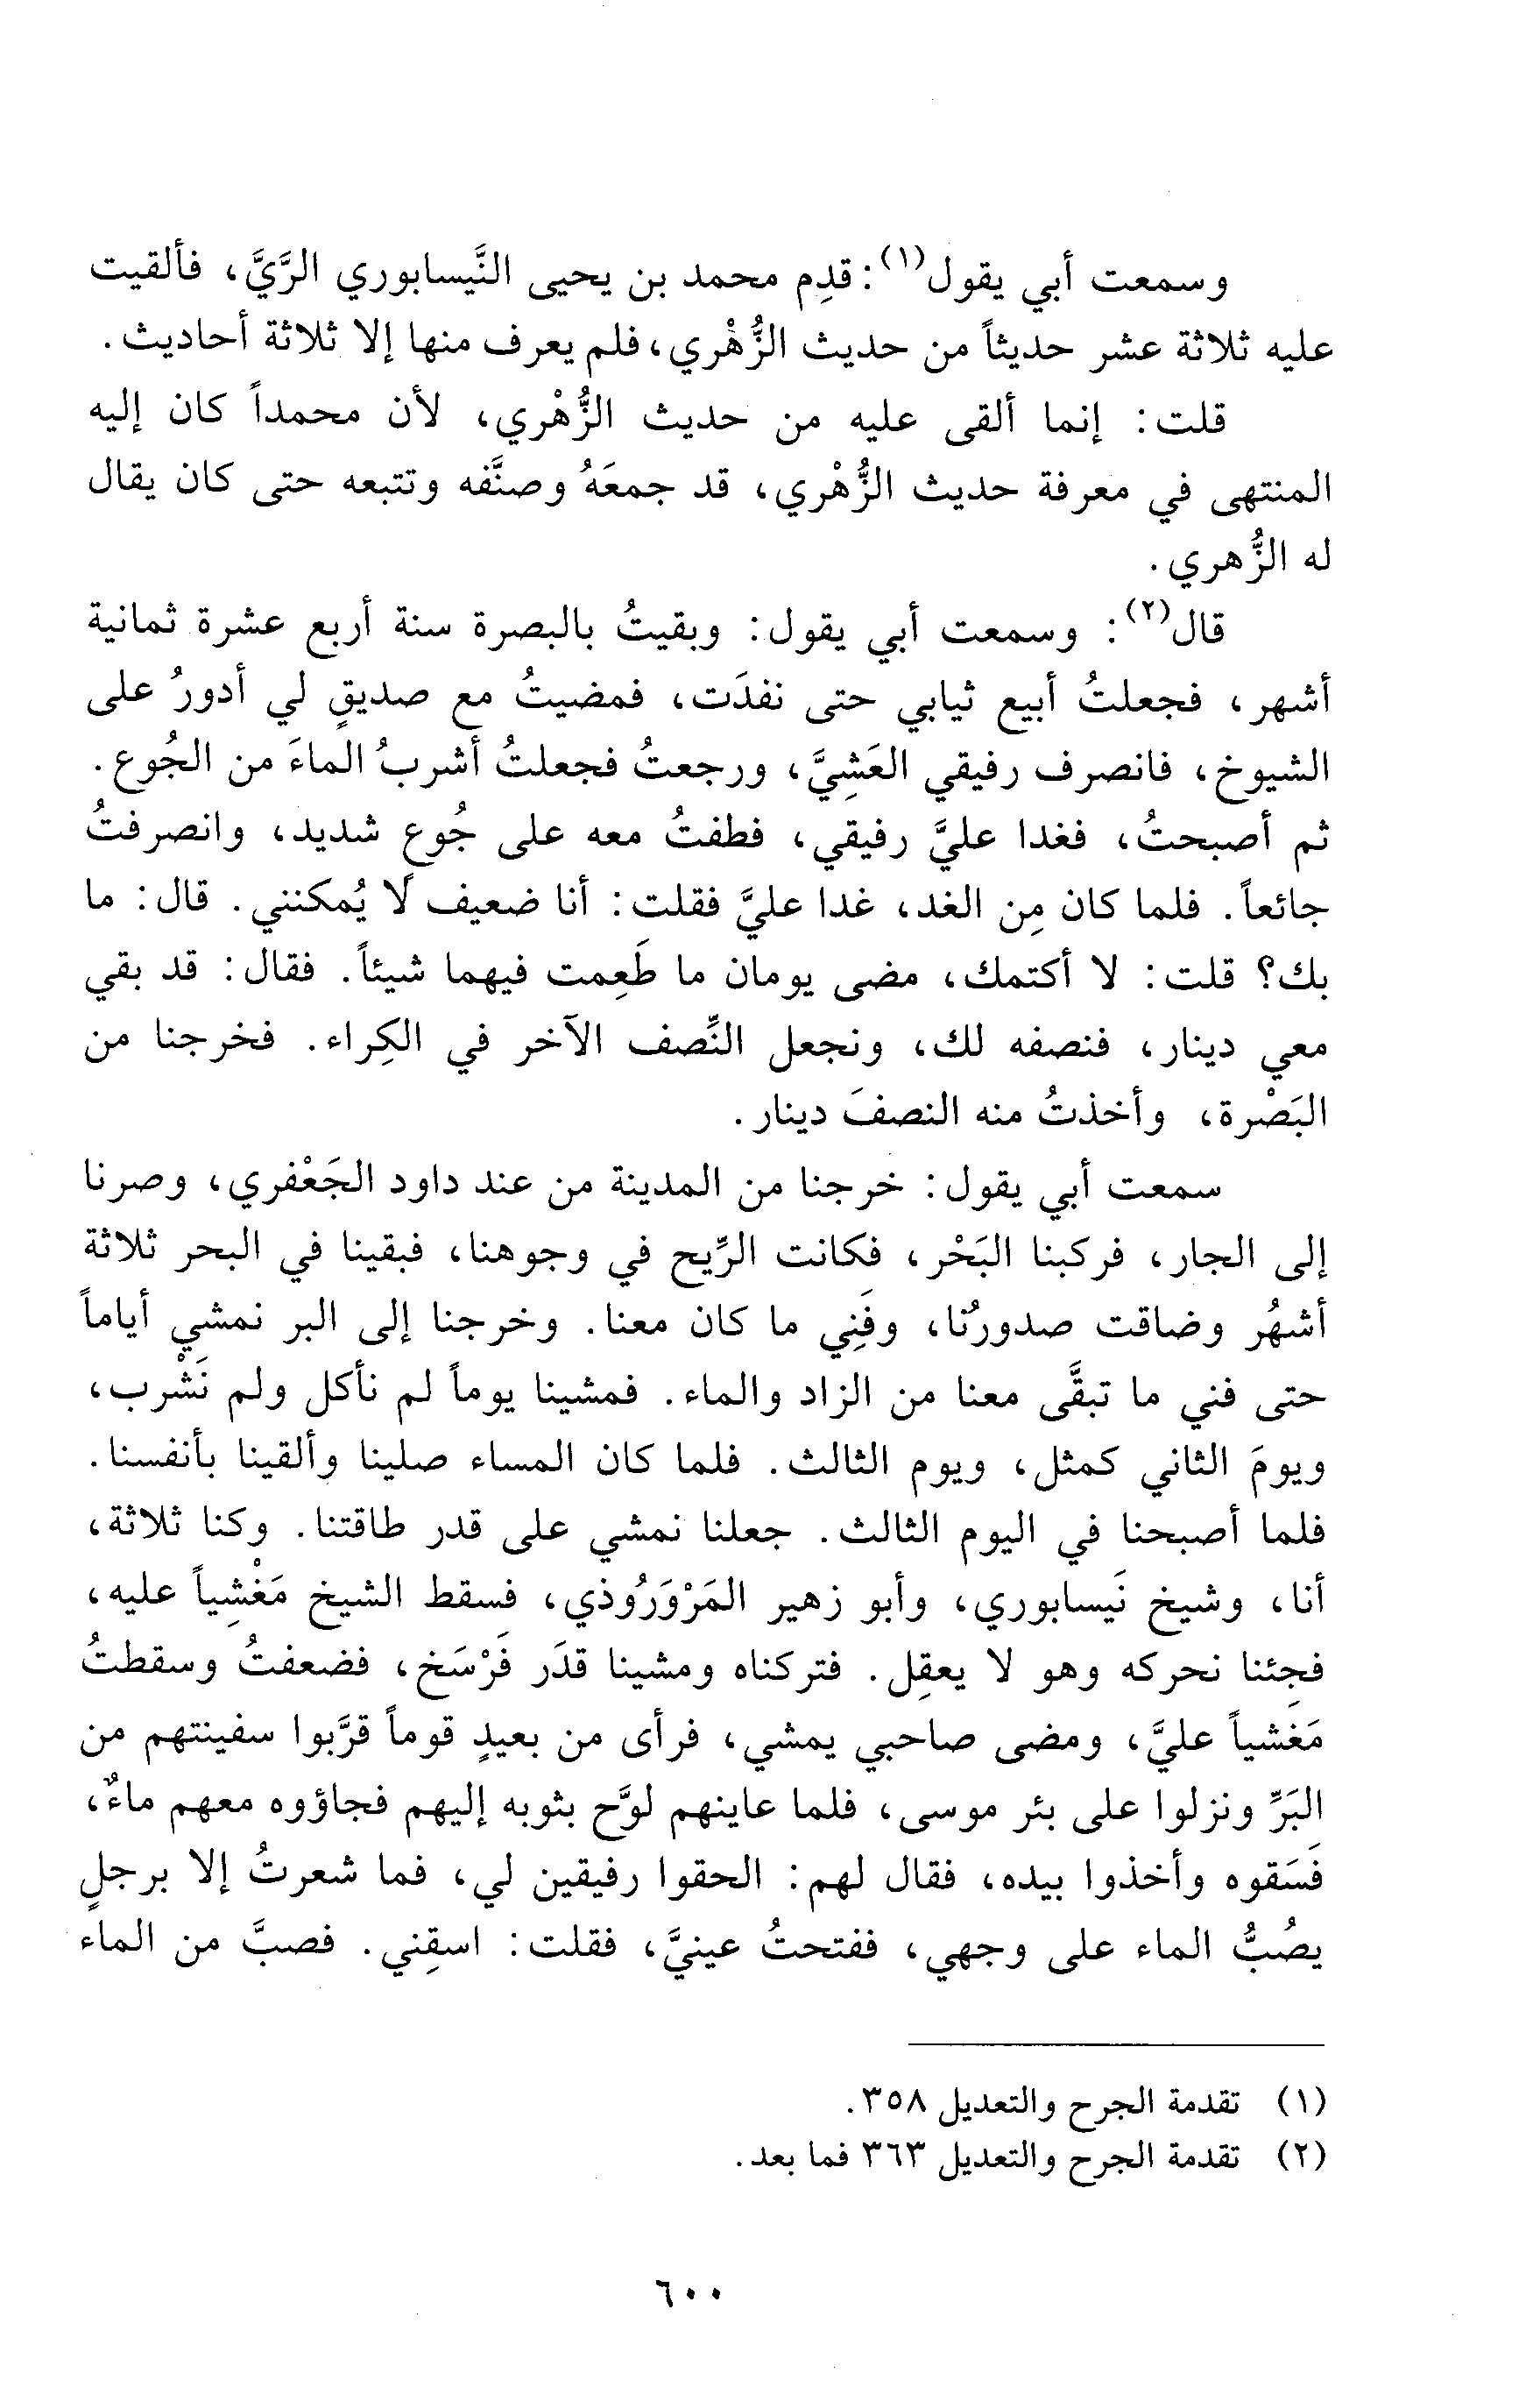 وسمعت أبي يقول(١): قدِم محمد بن يحيى النَّيسابوري الرَّيَّ، فألقيت
عليه ثلاثة عشر حديثاً من حديث الزُّهْري، فلم يعرف منها إلا ثلاثة أحاديث.
قلت: إنما ألقى عليه من حديث الزُّهْري، لأن محمداً كان إليه
المنتهى في معرفة حديث الزُّهْري، قد جمعَهُ وصنَّفه وتتبعه حتى كان يقال
له الزُّهري.
قال(٢): وسمعت أبي يقول: وبقيتُ بالبصرة سنة أربع عشرة ثمانية
أشهر، فجعلتُ أبيع ثيابي حتى نفدَت، فمضيتُ مع صديقٍ لي أدورُ على
الشيوخ، فانصرف رفيقي العَشِيَّ، ورجعتُ فجعلتُ أشربُ الماءَ من الجُوع.
ثم أصبحتُ، فغدا عليَّ رفيقي، فطفتُ معه على جُوعٍ شديد، وانصرفتُ
جائعاً. فلما كان مِن الغد، غدا عليَّ فقلت: أنا ضعيف لا يُمكنني. قال: ما
بك؟ قلت: لا أكتمك، مضى يومان ما طَعِمت فيهما شيئاً. فقال: قد بقي
معي دينار، فنصفه لك، ونجعل النِّصف الآخر في الكِراء. فخرجنا من
البَصْرة، وأخذتُ منه النصفَ دينار.
سمعت أبي يقول: خرجنا من المدينة من عند داود الجَعْفري، وصرنا
إلى الجار، فركبنا البَحْر، فكانت الرِّيح في وجوهنا، فبقينا في البحر ثلاثة
أشهُر وضاقت صدورُنا، وفَنِي ما كان معنا. وخرجنا إلى البر نمشي أياماً
حتى فني ما تبقَّى معنا من الزاد والماء. فمشينا يوماً لم نأكل ولم نَشْرب،
ويومَ الثاني كمثل، ويوم الثالث. فلما كان المساء صلينا وألقينا بأنفسنا.
فلما أصبحنا في اليوم الثالث. جعلنا نمشي على قدر طاقتنا. وكنا ثلاثة،
أنا، وشيخ نَيسابوري، وأبو زهير المَرْوَرُوذي، فسقط الشيخ مَغْشِياً عليه،
فجئنا نحركه وهو لا يعقِل. فتركناه ومشينا قدَر فَرْسَخ، فضعفتُ وسقطتُ
مَغشياً عليَّ، ومضى صاحبي يمشي، فرأى من بعيدٍ قوماً قرَّبوا سفينتهم من
البَرِّ ونزلوا على بئر موسى، فلما عاينهم لوَّح بثوبه إليهم فجاؤوه معهم ماءٌ،
فَسَقوه وأخذوا بيده، فقال لهم: الحقوا رفيقين لي، فما شعرتُ إلا برجلٍ
يصُبُّ الماء على وجهي، ففتحتُ عينيَّ، فقلت: اسقِني. فصبَّ من الماء
(١) تقدمة الجرح والتعديل ٣٥٨.
(٢) تقدمة الجرح والتعديل ٣٦٣ فما بعد.
٦٠٠